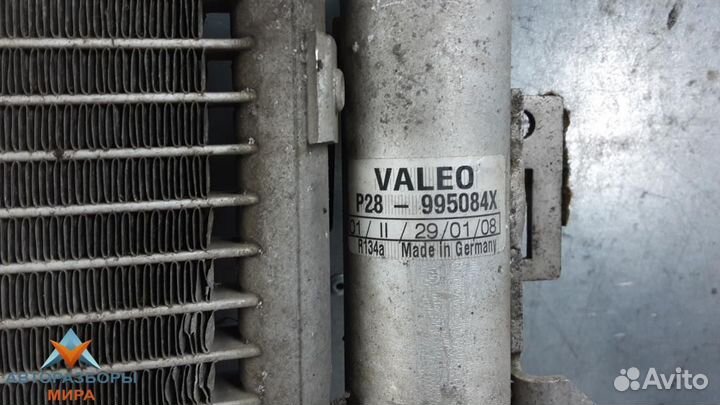 VALEO
P28 - 995084X
01 / II / 29/01/08
R134a Made in Germany
АВТОРАЗБОРЫ
МИРА
Avito